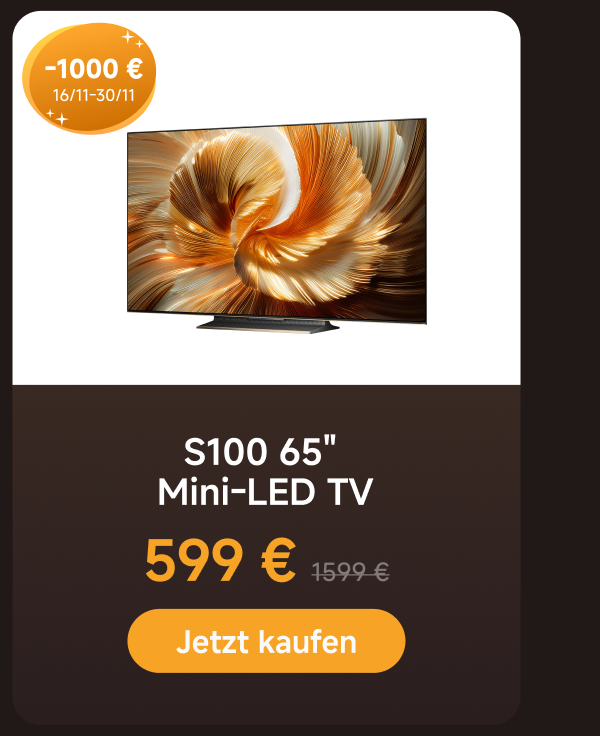 -1000 €
16/11-30/11
S100 65"
Mini-LED TV
599 € 1599 €
Jetzt kaufen